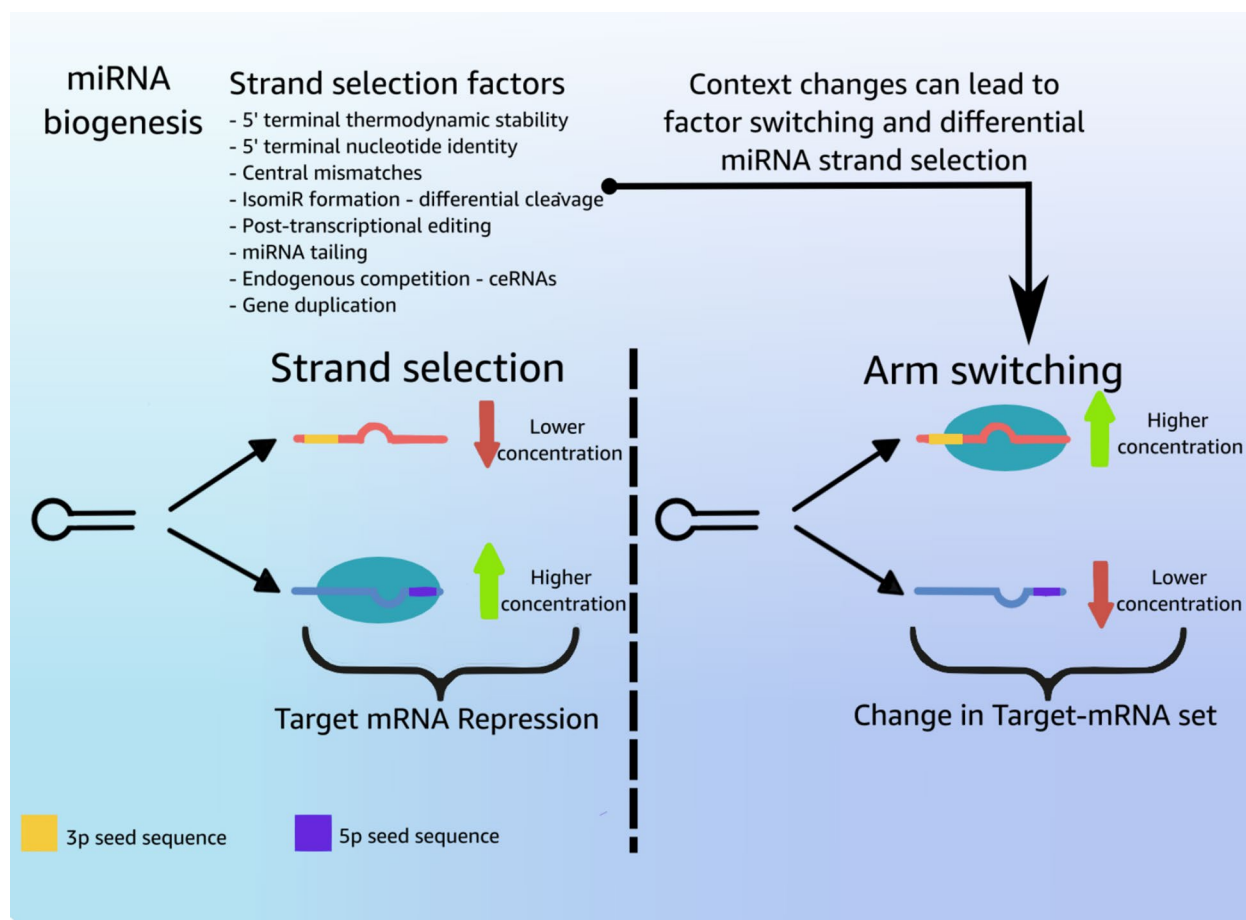 miRNA
biogenesis
Strand selection factors
- 5' terminal thermodynamic stability
- 5' terminal nucleotide identity
- Central mismatches
- IsomiR formation - differential cleavage
- Post-transcriptional editing
- miRNA tailing
- Endogenous competition - ceRNAs
- Gene duplication
Context changes can lead to
factor switching and differential
miRNA strand selection
Strand selection
Lower
concentration
Higher
concentration
Target mRNA Repression
Arm switching
Higher
concentration
Lower
concentration
Change in Target-mRNA set
3p seed sequence
5p seed sequence